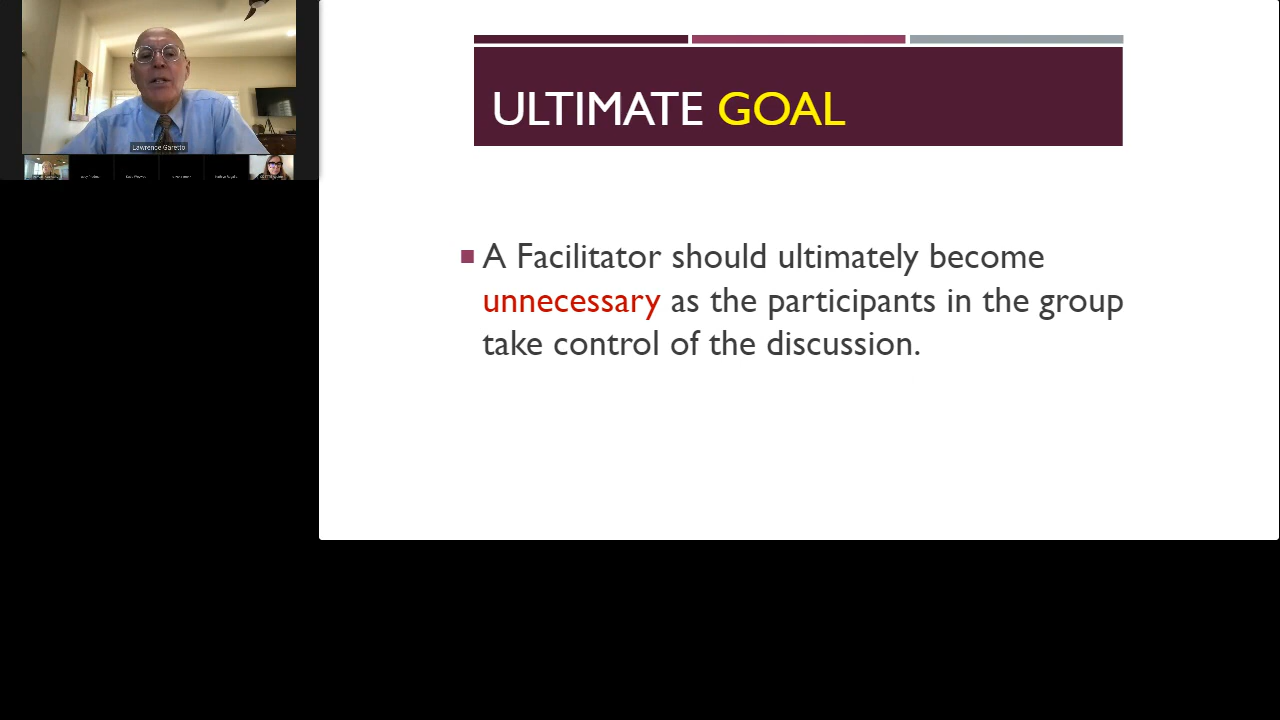 Lawrence Garetto
ULTIMATE GOAL
A Facilitator should ultimately become
unnecessary as the participants in the group
take control of the discussion.